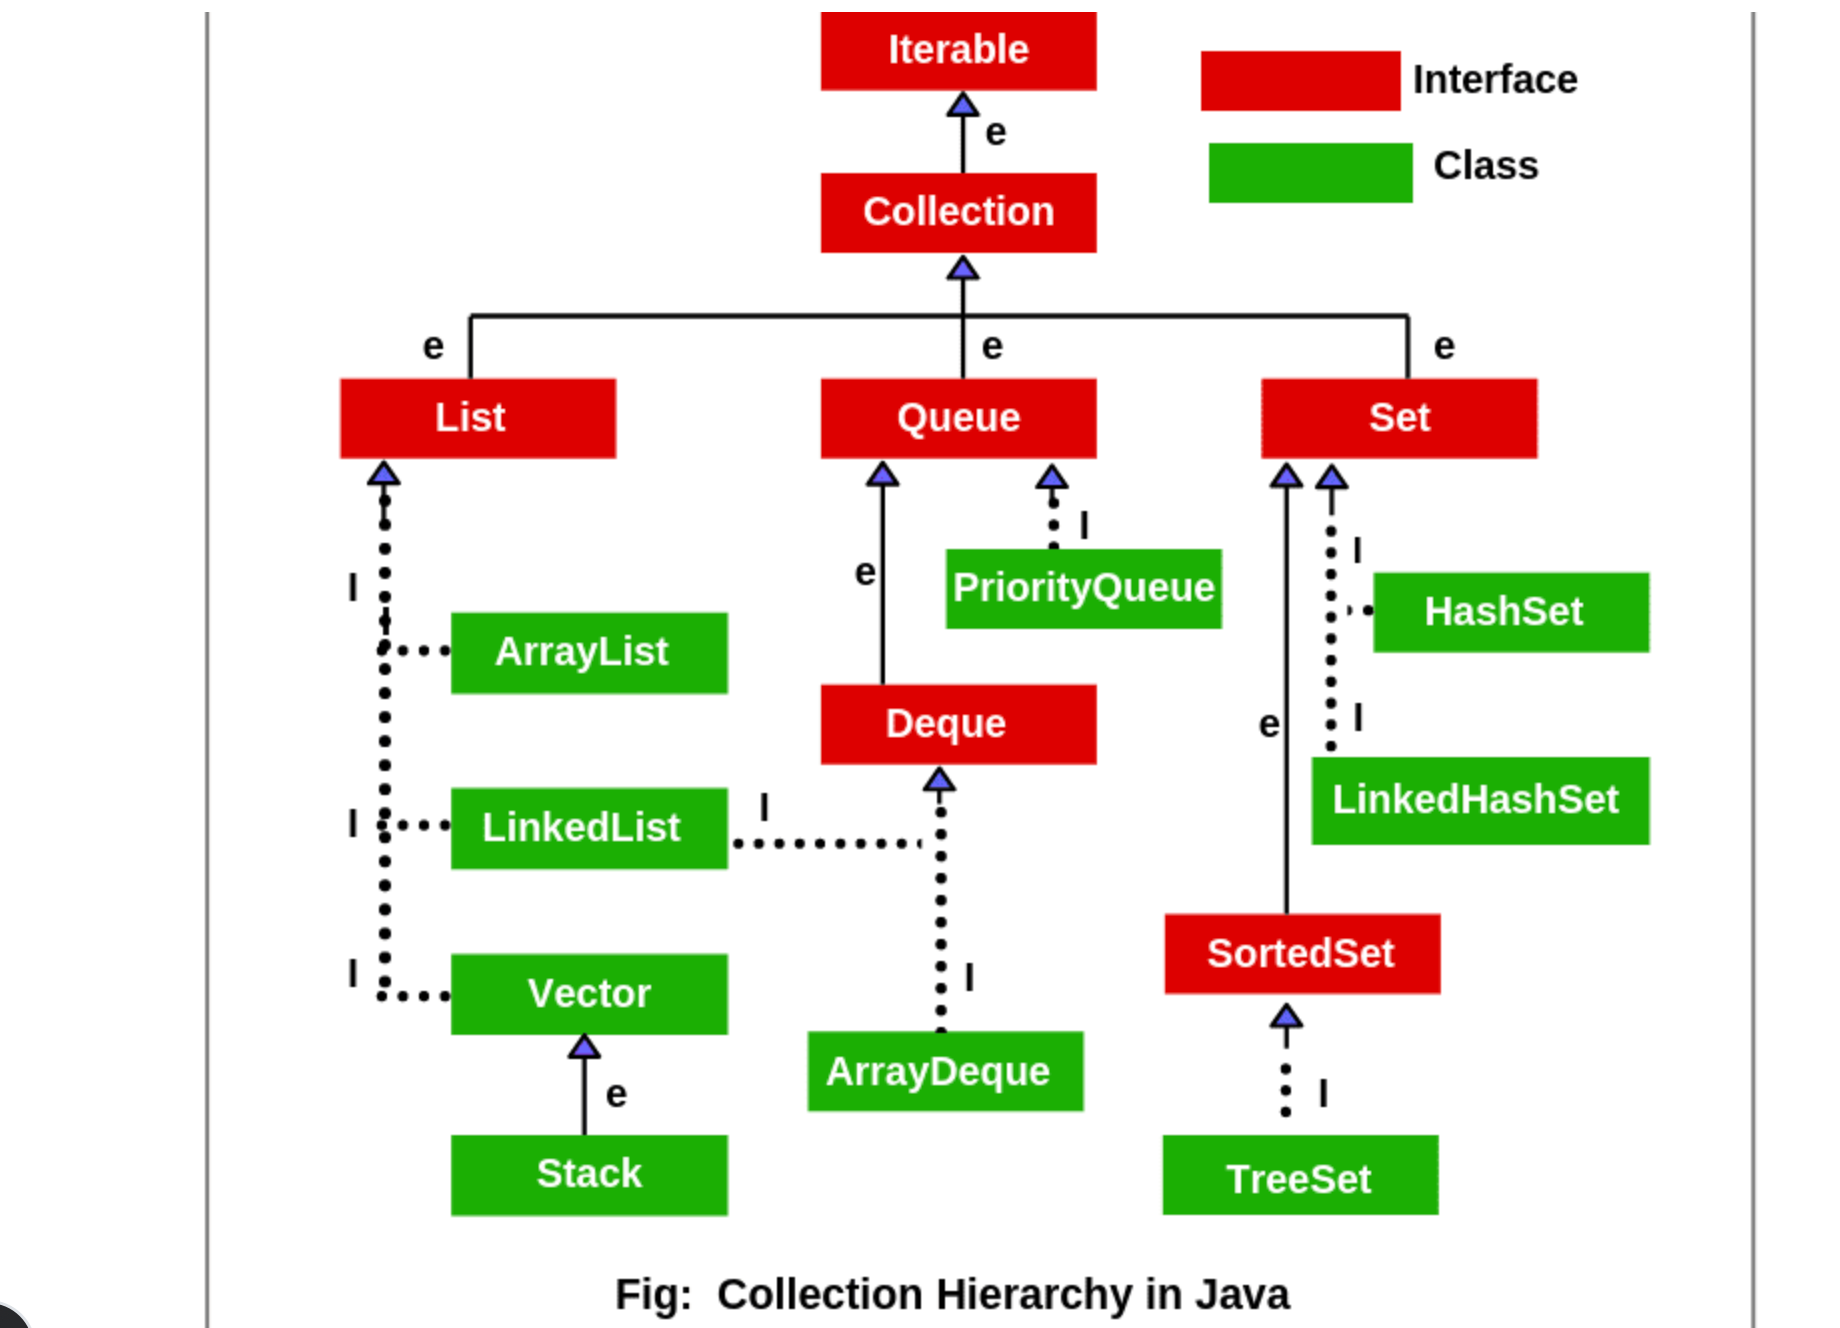 Iterable
Interface
e
Class
Collection
e
e
e
List
Queue
Set
I
I
e
PriorityQueue
I
HashSet
ArrayList
Deque
e
I
I
I
LinkedList
LinkedHashSet
SortedSet
I
Vector
I
ArrayDeque
e
I
Stack
TreeSet
Fig: Collection Hierarchy in Java